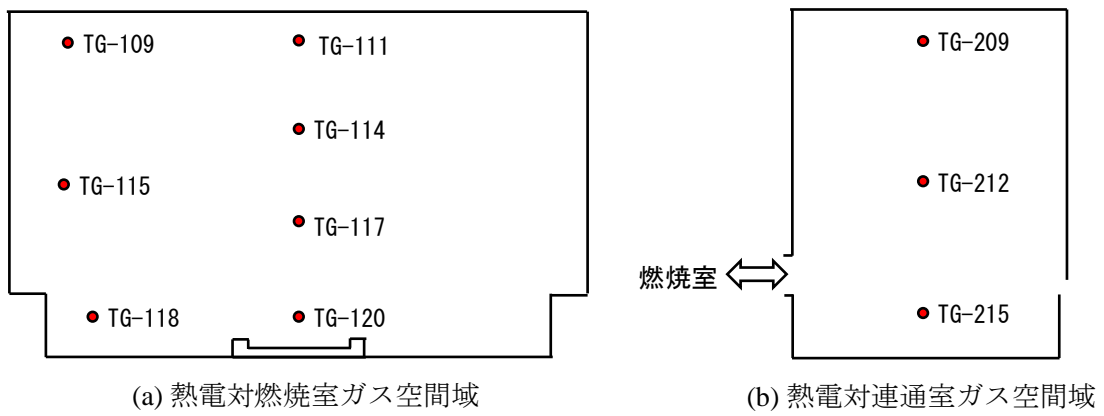 TG-109
TG-111
TG-114
TG-115
TG-117
TG-118
TG-120
(a) 熱電対燃焼室ガス空間域
TG-209
TG-212
燃焼室
TG-215
(b) 熱電対連通室ガス空間域